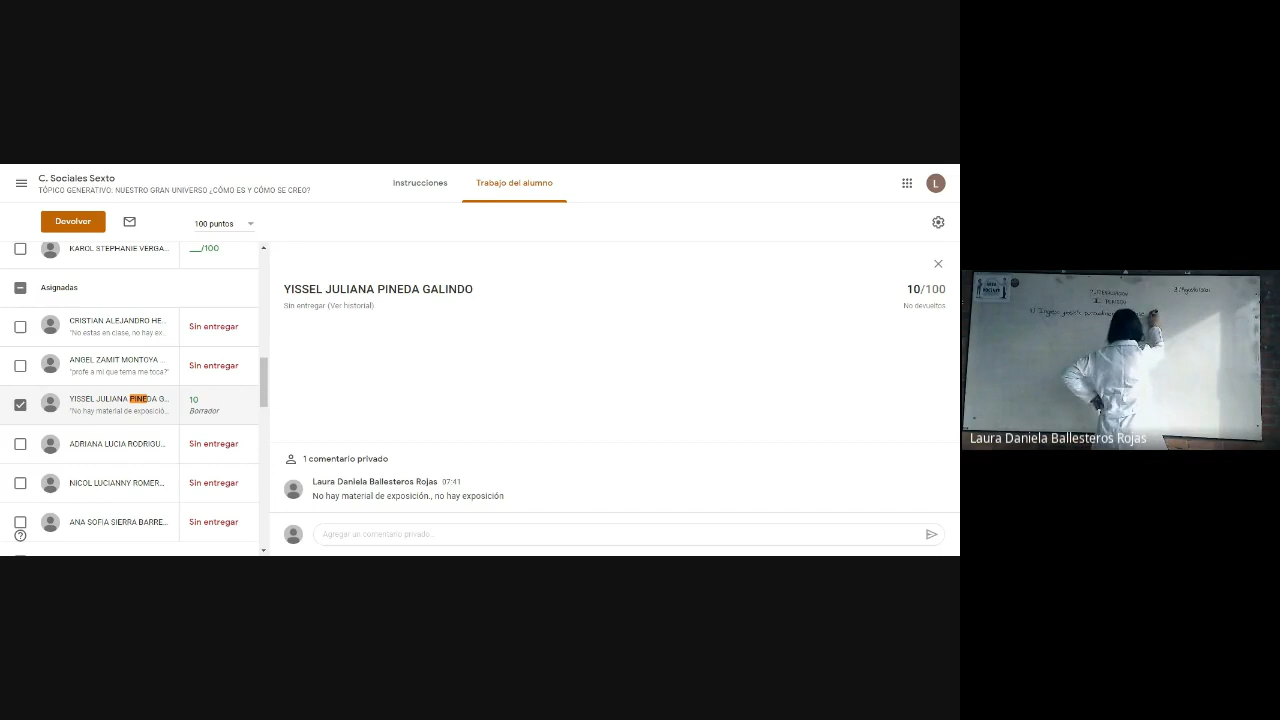 C. Sociales Sexto
TÓPICO GENERATIVO: NUESTRO GRAN UNIVERSO ¿CÓMO ES Y CÓMO SE CREO?
Instrucciones
Trabajo del alumno
L
Devolver
100 puntos
KAROL STEPHANIE VERGA...
__/100
Asignadas
CRISTIAN ALEJANDRO HE...
"No estas en clase, no hay ex...
Sin entregar
ANGEL ZAMIT MONTOYA ...
"profe a mi que tema me toca?"
Sin entregar
YISSEL JULIANA PINEDA G...
"No hay material de exposició...
10
Borrador
ADRIANA LUCIA RODRIGU...
Sin entregar
NICOL LUCIANNY ROMER...
Sin entregar
ANA SOFIA SIERRA BARRE...
Sin entregar
YISSEL JULIANA PINEDA GALINDO
10/100
Sin entregar (Ver historial)
No devueltos
1 comentario privado
Laura Daniela Ballesteros Rojas 07:41
No hay material de exposición., no hay exposición
Agregar un comentario privado...
Laura Daniela Ballesteros Rojas